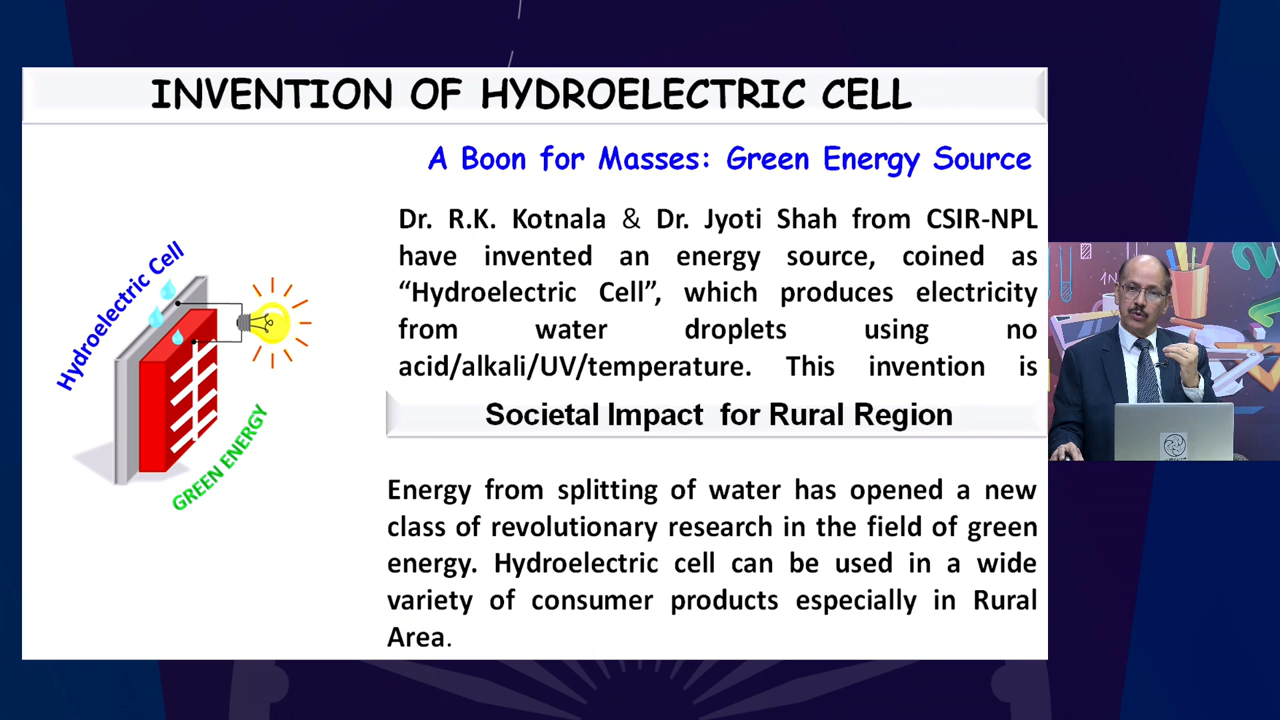 INVENTION OF HYDROELECTRIC CELL
A Boon for Masses: Green Energy Source
Dr. R.K. Kotnala & Dr. Jyoti Shah from CSIR-NPL
have invented an energy source, coined as
“Hydroelectric Cell”, which produces electricity
from water droplets using no
acid/alkali/UV/temperature. This invention is
Societal Impact for Rural Region
Energy from splitting of water has opened a new
class of revolutionary research in the field of green
energy. Hydroelectric cell can be used in a wide
variety of consumer products especially in Rural
Area.
Hydroelectric Cell
GREEN ENERGY